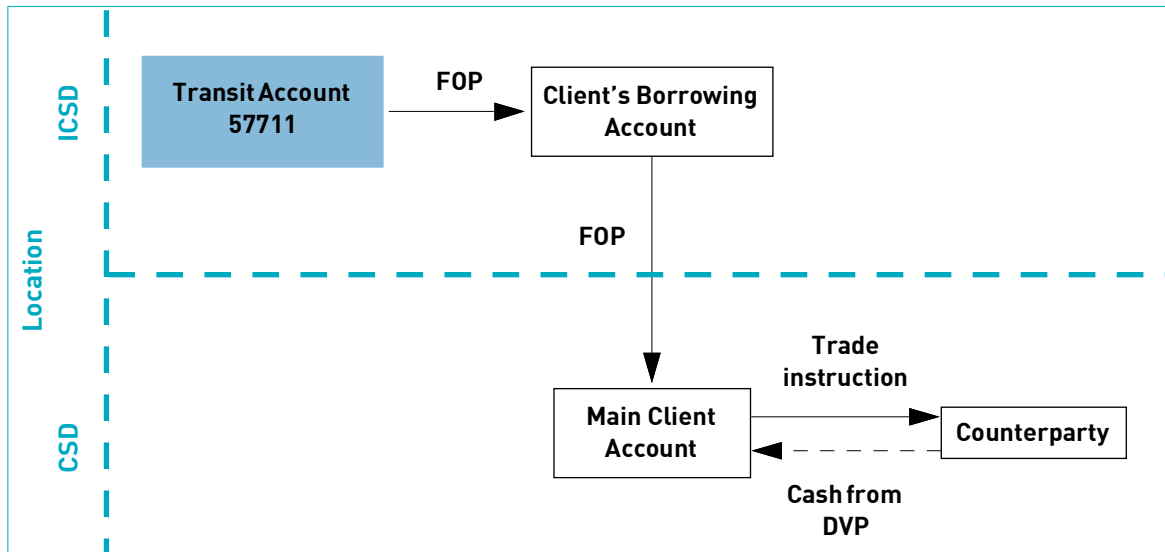 Location
ICSD
CSD
Transit Account
57711
FOP
Client's Borrowing
Account
FOP
Main Client
Account
Trade
instruction
Counterparty
Cash from
DVP